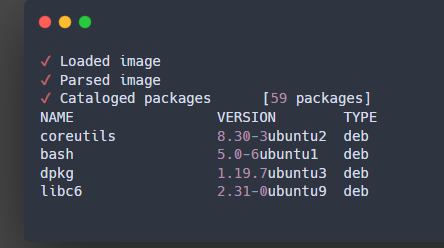 ✓ Loaded image
✓ Parsed image
✓ Cataloged packages [59 packages]
NAME VERSION TYPE
coreutils 8.30-3ubuntu2 deb
bash 5.0-6ubuntu1 deb
dpkg 1.19.7ubuntu3 deb
libc6 2.31-0ubuntu9 deb